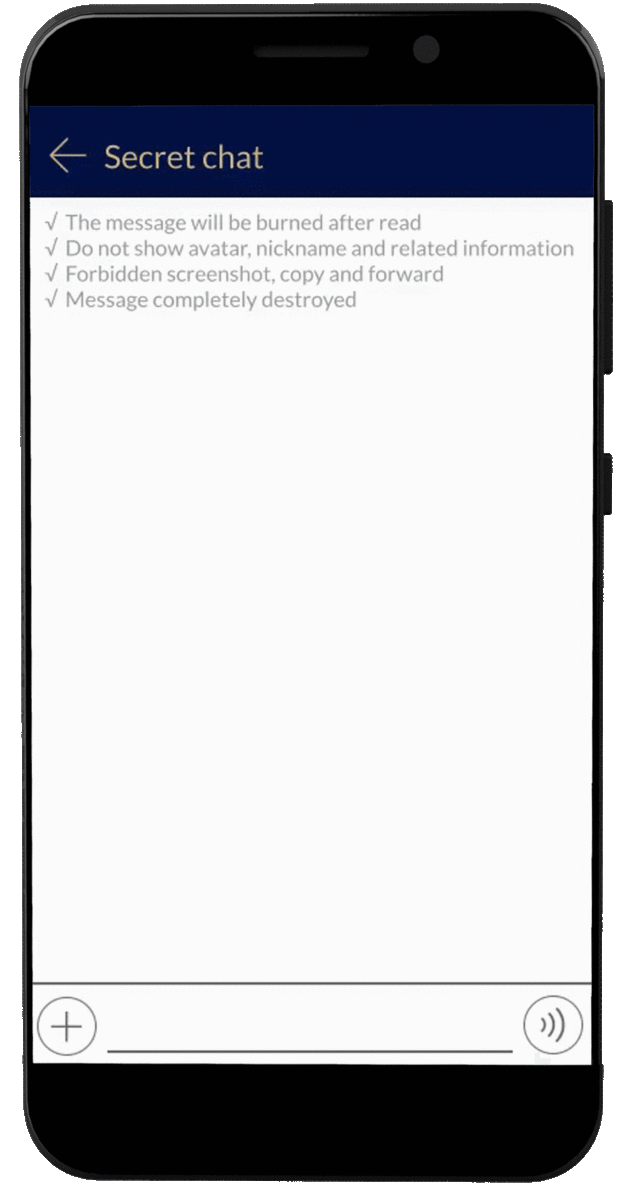 Secret chat
√ The message will be burned after read
√ Do not show avatar, nickname and related information
√ Forbidden screenshot, copy and forward
√ Message completely destroyed